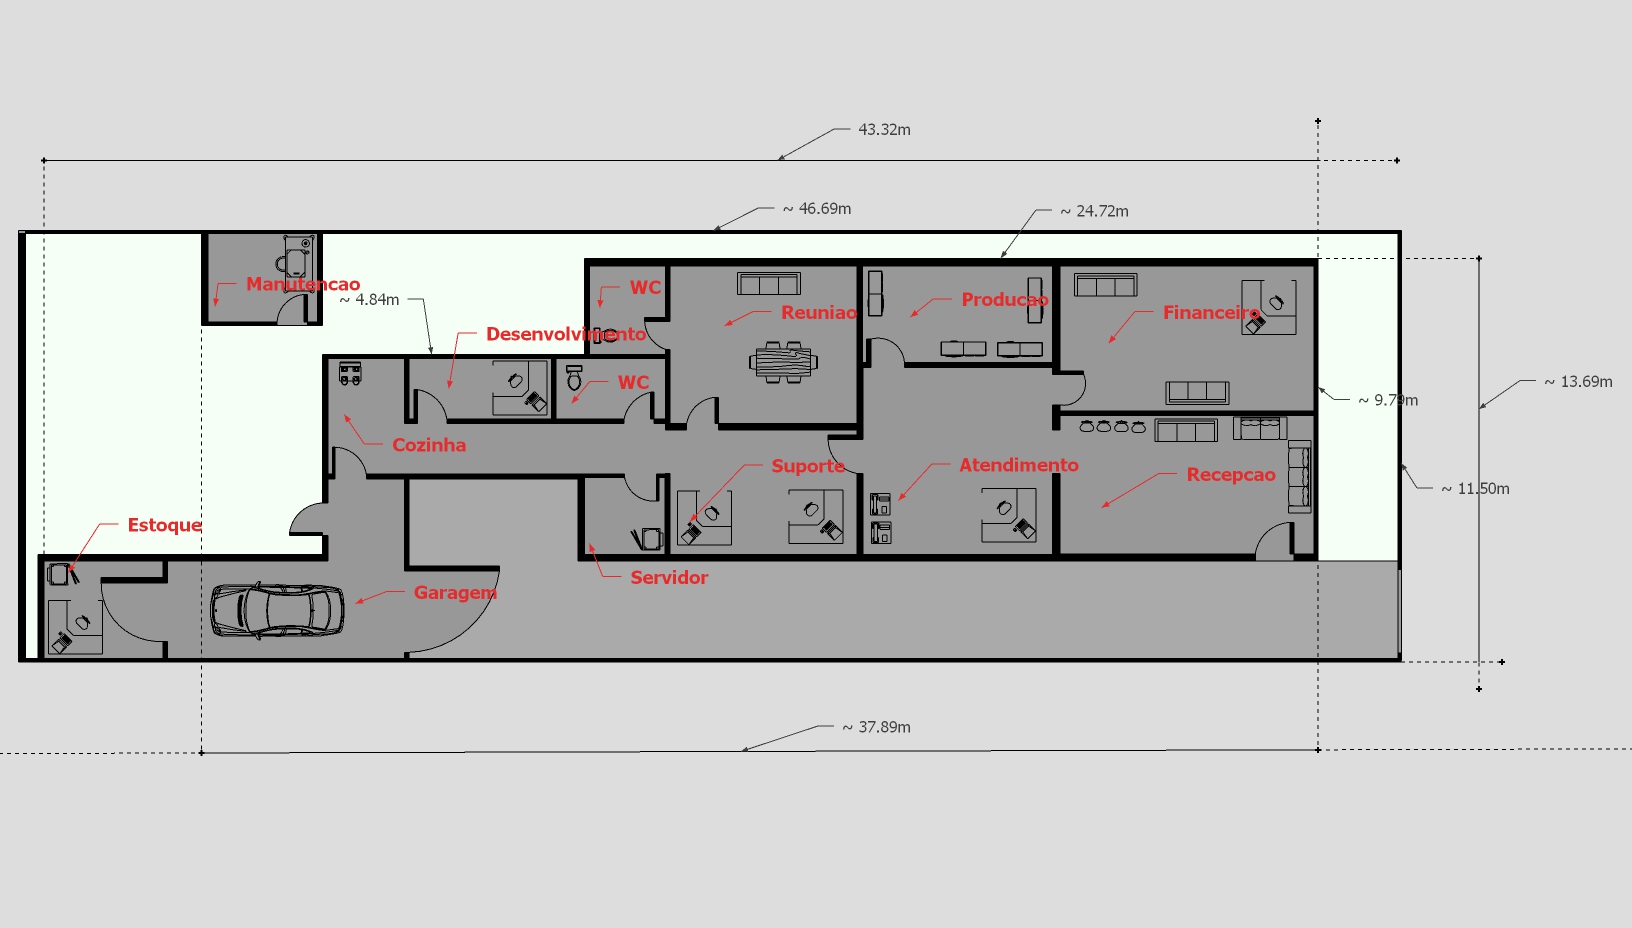 43.32m
~ 46.69m
~ 24.72m
Manutencao
WC
~ 4.84m
Producao
Reuniao
Financeiro
Desenvolvimento
WC
~ 13.69m
~ 9.79m
Cozinha
Suporte
Atendimento
Recepcao
~ 11.50m
Estoque
Servidor
Garagem
~ 37.89m